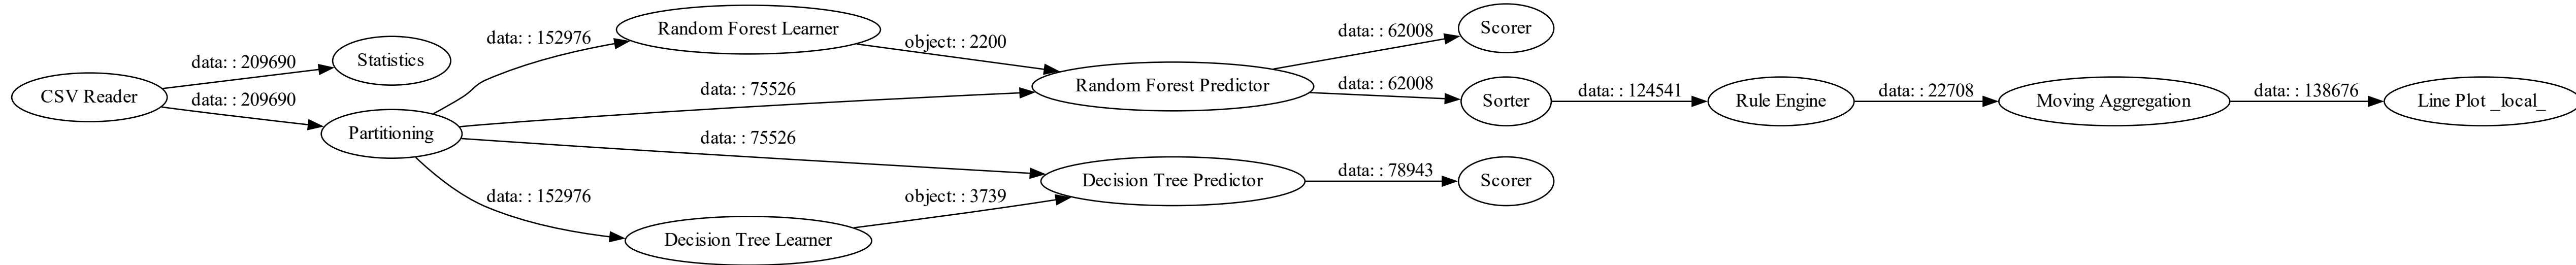 CSV Reader
data: : 209690
data: : 209690
Statistics
Partitioning
data: : 152976
data: : 75526
data: : 75526
data: : 152976
Random Forest Learner
object: : 2200
Decision Tree Learner
object: : 3739
Random Forest Predictor
data: : 62008
data: : 62008
Decision Tree Predictor
data: : 78943
Scorer
Sorter
Scorer
data: : 124541
Rule Engine
data: : 22708
Moving Aggregation
data: : 138676
Line Plot _local_